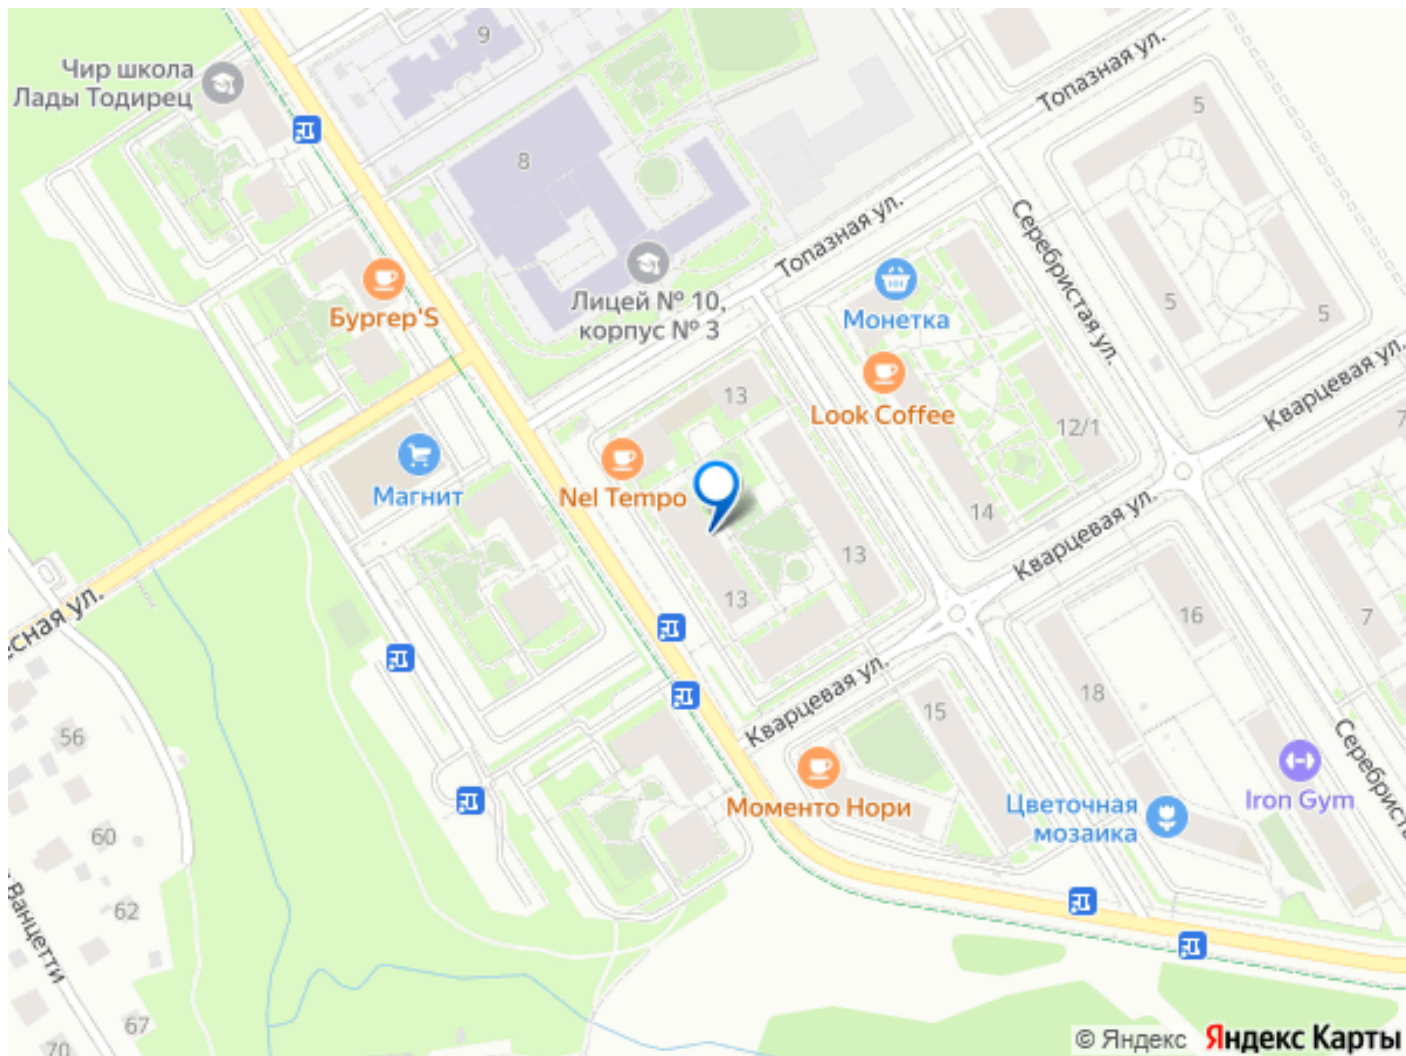 9
Топазная ул.
Чир школа
Лады Тодирец
5
8
Серебристая ул.
Топазная ул.
Лицей № 10,
корпус № 3
Бургер'S
Монетка
5
5
Кварцевая ул.
13
Look Coffee
12/1
7
Магнит
Nel Tempo
14
Кварцевая ул.
13
13
сная ул.
16
7
Кварцевая ул.
18
15
56
Моменто Нори
Цветочная
мозаика
Iron Gym
Серебриста
60
Ванцетти
62
67
70
© Яндекс Яндекс Карты